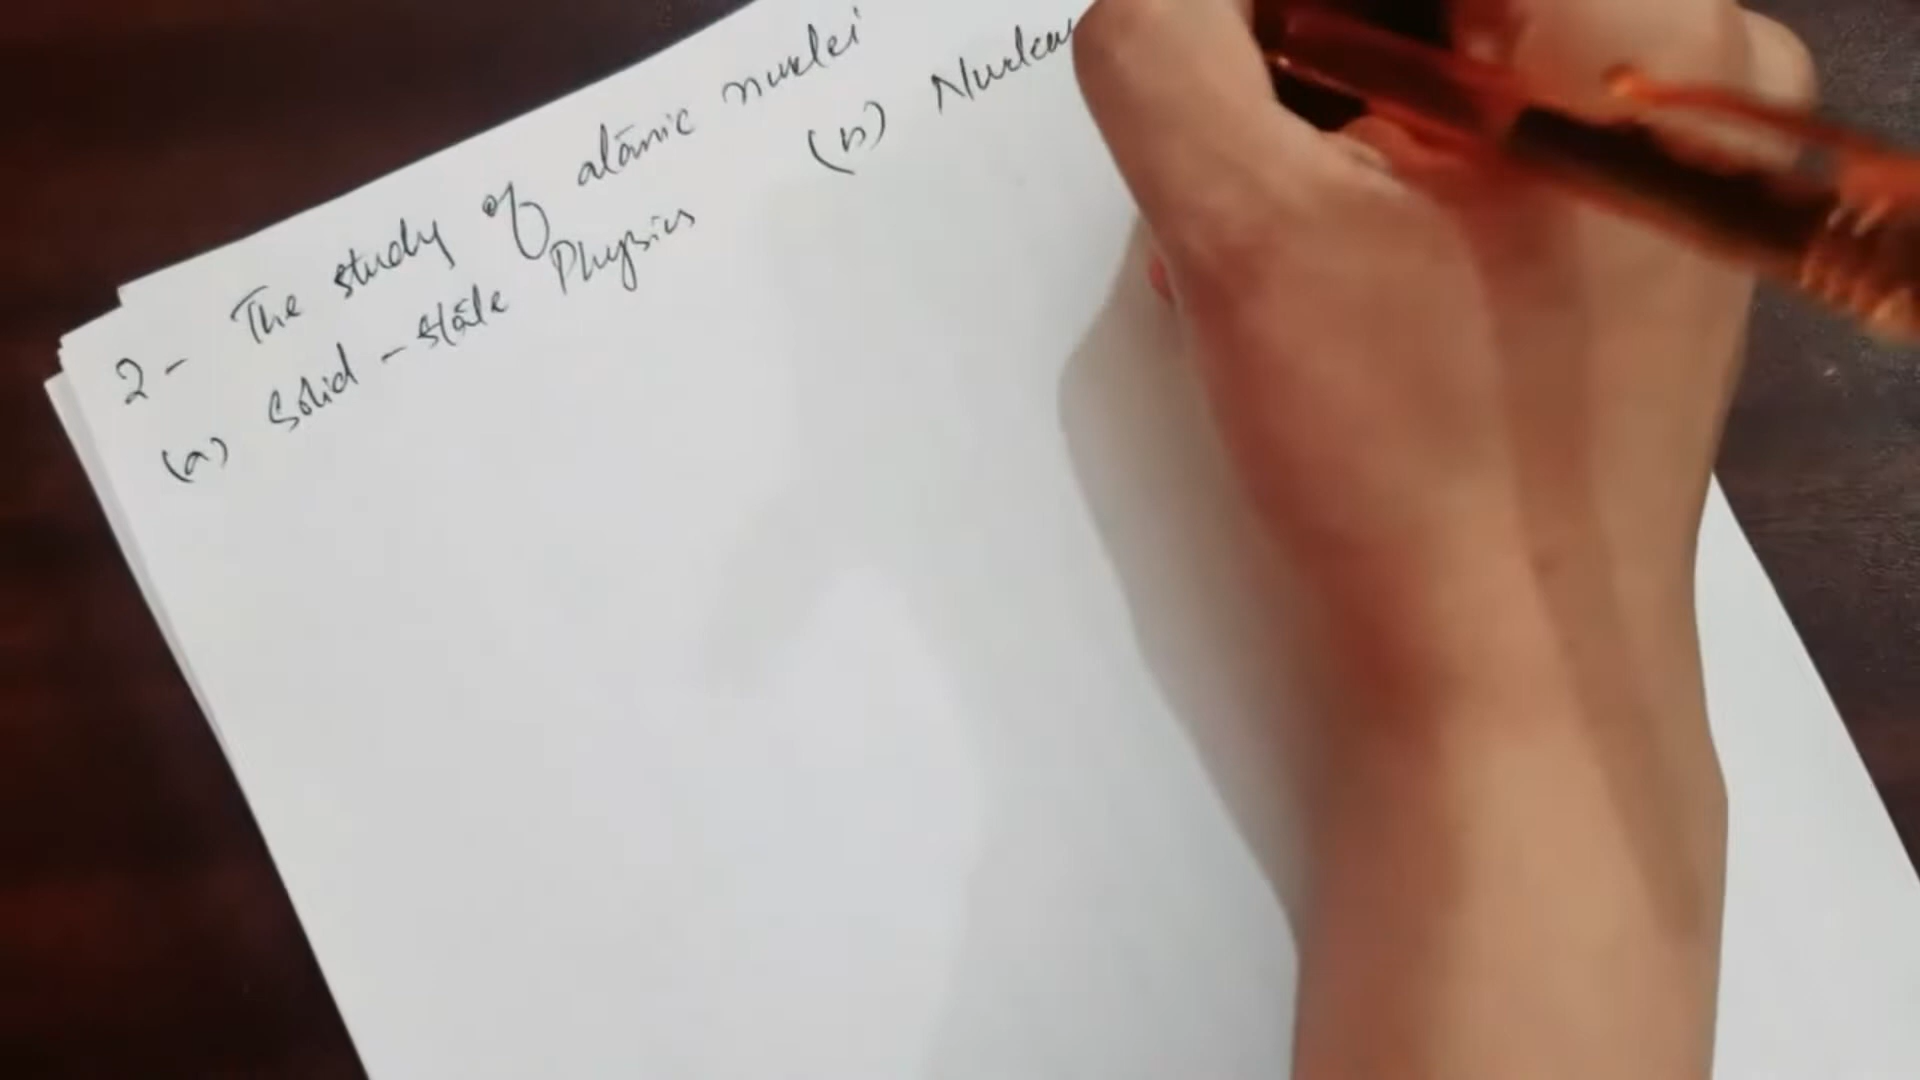 2- The study of atomic nuclei
(a) Solid-state Physics (b) Nuclear